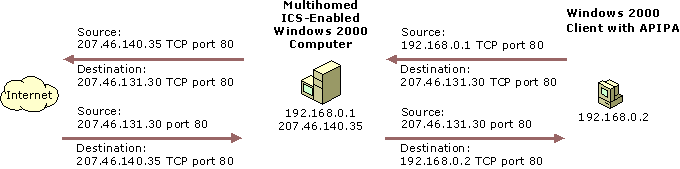 Multihomed
ICS-Enabled
Windows 2000
Computer
Windows 2000
Client with APIPA
Source:
207.46.140.35 TCP port 80
Destination:
207.46.131.30 TCP port 80
Source:
192.168.0.1 TCP port 80
Destination:
207.46.131.30 TCP port 80
Internet
192.168.0.1
207.46.140.35
192.168.0.2
Source:
207.46.131.30 port 80
Destination:
207.46.140.35 TCP port 80
Source:
207.46.131.30 port 80
Destination:
192.168.0.2 TCP port 80